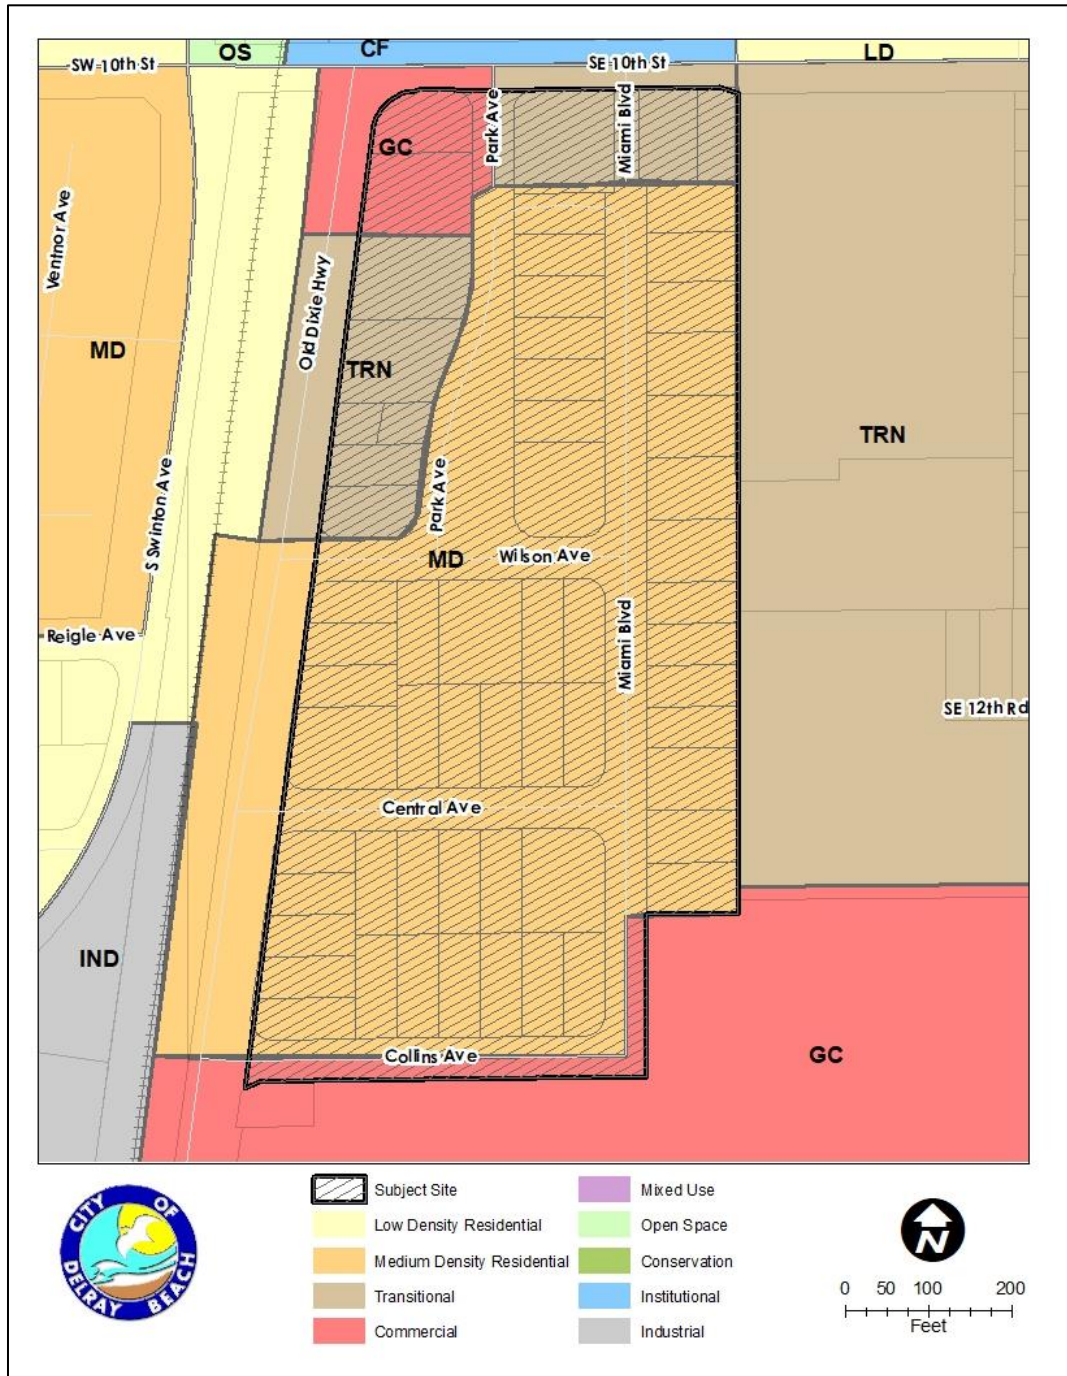 OS
CF
LD
SW 10th St
SE 10th St
Park Ave
Miami Blvd
GC
Ventnor Ave
Old Dixie Hwy
MD
TRN
TRN
S Swinton Ave
Park Ave
MD
Wilson Ave
Reigle Ave
Miami Blvd
SE 12th Rd
Central Ave
IND
Collins Ave
GC
CITY OF
DELRAY BEACH
Subject Site
Low Density Residential
Medium Density Residential
Transitional
Commercial
Mixed Use
Open Space
Conservation
Institutional
Industrial
N
0 50 100 200
Feet